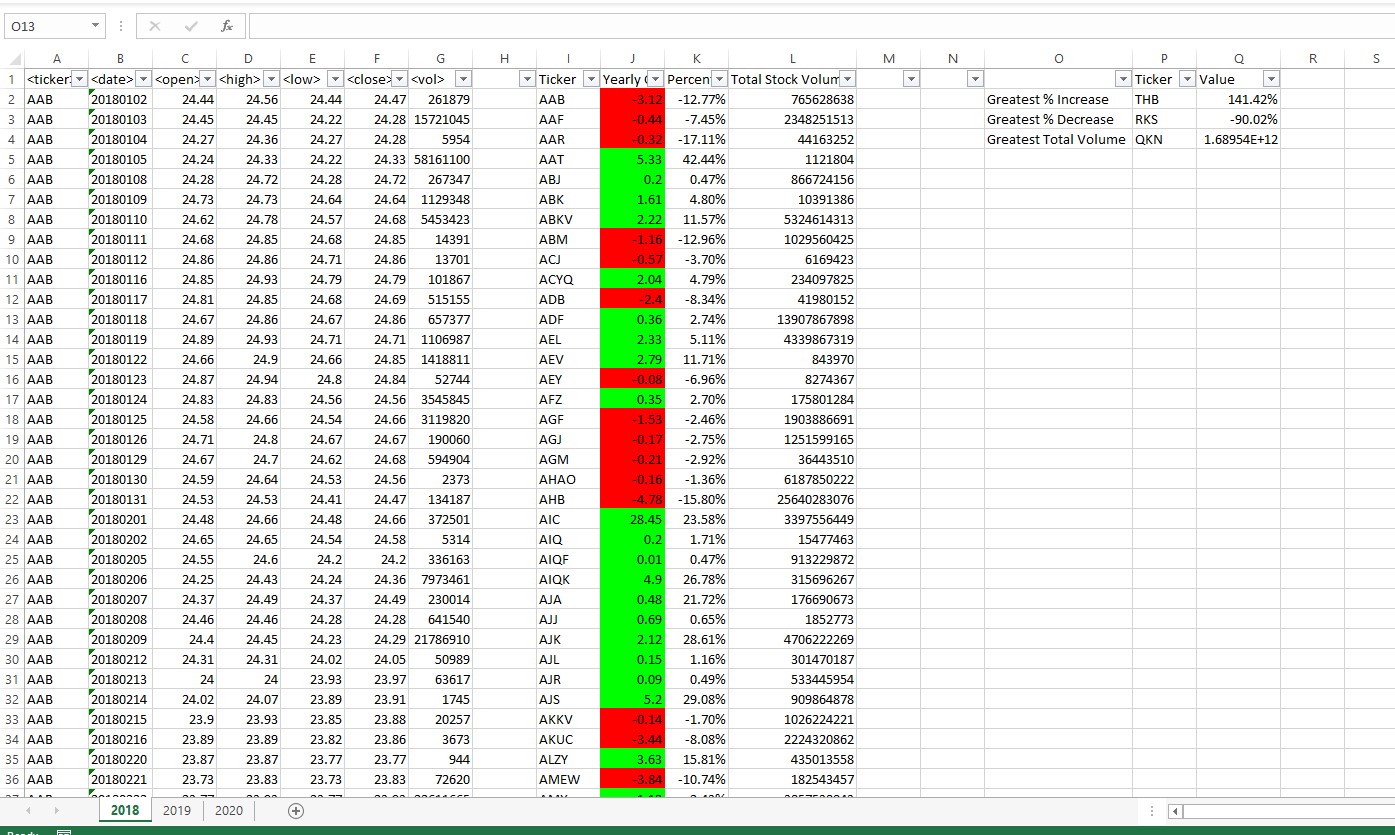 O13 fx
A B C D E F G H I J K L M N O P Q R S
1 <ticker> <date> <open> <high> <low> <close> <vol> Ticker Yearly C Percen Total Stock Volum Ticker Value
2 AAB 20180102 24.44 24.56 24.44 24.47 261879 AAB -3.12 -12.77% 765628638 Greatest % Increase THB 141.42%
3 AAB 20180103 24.45 24.45 24.22 24.28 15721045 AAF -0.44 -7.45% 2348251513 Greatest % Decrease RKS -90.02%
4 AAB 20180104 24.27 24.36 24.27 24.28 5954 AAR -0.32 -17.11% 44163252 Greatest Total Volume QKN 1.68954E+12
5 AAB 20180105 24.24 24.33 24.22 24.33 58161100 AAT 5.33 42.44% 1121804
6 AAB 20180108 24.28 24.72 24.28 24.72 267347 ABJ 0.2 0.47% 866724156
7 AAB 20180109 24.73 24.73 24.64 24.64 1129348 ABK 1.61 4.80% 10391386
8 AAB 20180110 24.62 24.78 24.57 24.68 5453423 ABKV 2.22 11.57% 5324614313
9 AAB 20180111 24.68 24.85 24.68 24.85 14391 ABM -1.16 -12.96% 1029560425
10 AAB 20180112 24.86 24.86 24.71 24.86 13701 ACJ -0.57 -3.70% 6169423
11 AAB 20180116 24.85 24.93 24.79 24.79 101867 ACYQ 2.04 4.79% 234097825
12 AAB 20180117 24.81 24.85 24.68 24.69 515155 ADB -2.4 -8.34% 41980152
13 AAB 20180118 24.67 24.86 24.67 24.86 657377 ADF 0.36 2.74% 13907867898
14 AAB 20180119 24.89 24.93 24.71 24.71 1106987 AEL 2.33 5.11% 4339867319
15 AAB 20180122 24.66 24.9 24.66 24.85 1418811 AEV 2.79 11.71% 843970
16 AAB 20180123 24.87 24.94 24.8 24.84 52744 AEY -0.08 -6.96% 8274367
17 AAB 20180124 24.83 24.83 24.56 24.56 3545845 AFZ 0.35 2.70% 175801284
18 AAB 20180125 24.58 24.66 24.54 24.66 3119820 AGF -1.53 -2.46% 1903886691
19 AAB 20180126 24.71 24.8 24.67 24.67 190060 AGJ -0.17 -2.75% 1251599165
20 AAB 20180129 24.67 24.7 24.62 24.68 594904 AGM -0.21 -2.92% 36443510
21 AAB 20180130 24.59 24.64 24.53 24.56 2373 AHAO -0.16 -1.36% 6187850222
22 AAB 20180131 24.53 24.53 24.41 24.47 134187 AHB -4.78 -15.80% 25640283076
23 AAB 20180201 24.48 24.66 24.48 24.66 372501 AIC 28.45 23.58% 3397556449
24 AAB 20180202 24.65 24.65 24.54 24.58 5314 AIQ 0.2 1.71% 15477463
25 AAB 20180205 24.55 24.6 24.2 24.2 336163 AIQF 0.01 0.47% 913229872
26 AAB 20180206 24.25 24.43 24.24 24.36 7973461 AIQK 4.9 26.78% 315696267
27 AAB 20180207 24.37 24.49 24.37 24.49 230014 AJA 0.48 21.72% 176690673
28 AAB 20180208 24.46 24.46 24.28 24.28 641540 AJJ 0.69 0.65% 1852773
29 AAB 20180209 24.4 24.45 24.23 24.29 21786910 AJK 2.12 28.61% 4706222269
30 AAB 20180212 24.31 24.31 24.02 24.05 50989 AJL 0.15 1.16% 301470187
31 AAB 20180213 24 24 23.93 23.97 63617 AJR 0.09 0.49% 533445954
32 AAB 20180214 24.02 24.07 23.89 23.91 1745 AJS 5.2 29.08% 909864878
33 AAB 20180215 23.9 23.93 23.85 23.88 20257 AKKV -0.14 -1.70% 1026224221
34 AAB 20180216 23.89 23.89 23.82 23.86 3673 AKUC -3.44 -8.08% 2224320862
35 AAB 20180220 23.87 23.87 23.77 23.77 944 ALZY 3.63 15.81% 435013558
36 AAB 20180221 23.73 23.83 23.73 23.83 72620 AMEW -3.84 -10.74% 182543457
2018 2019 2020